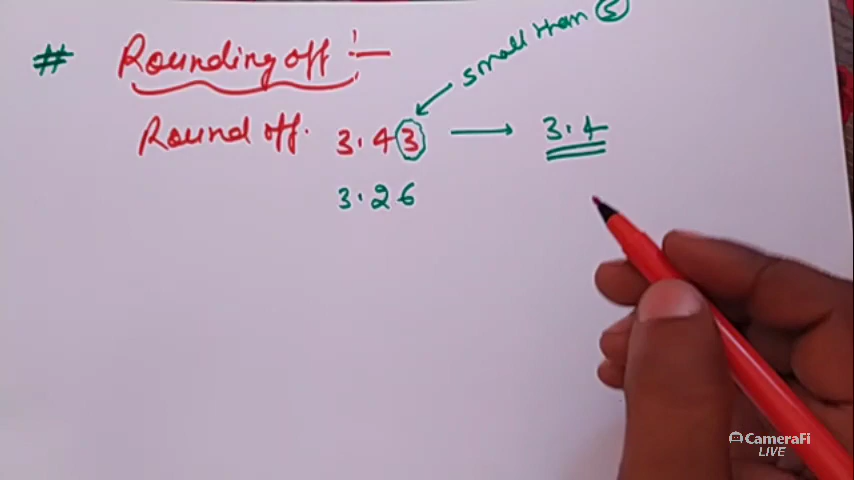 # Rounding off :-
small than 5
Round off. 3.43 → 3.4
3.26
CameraFi
LIVE